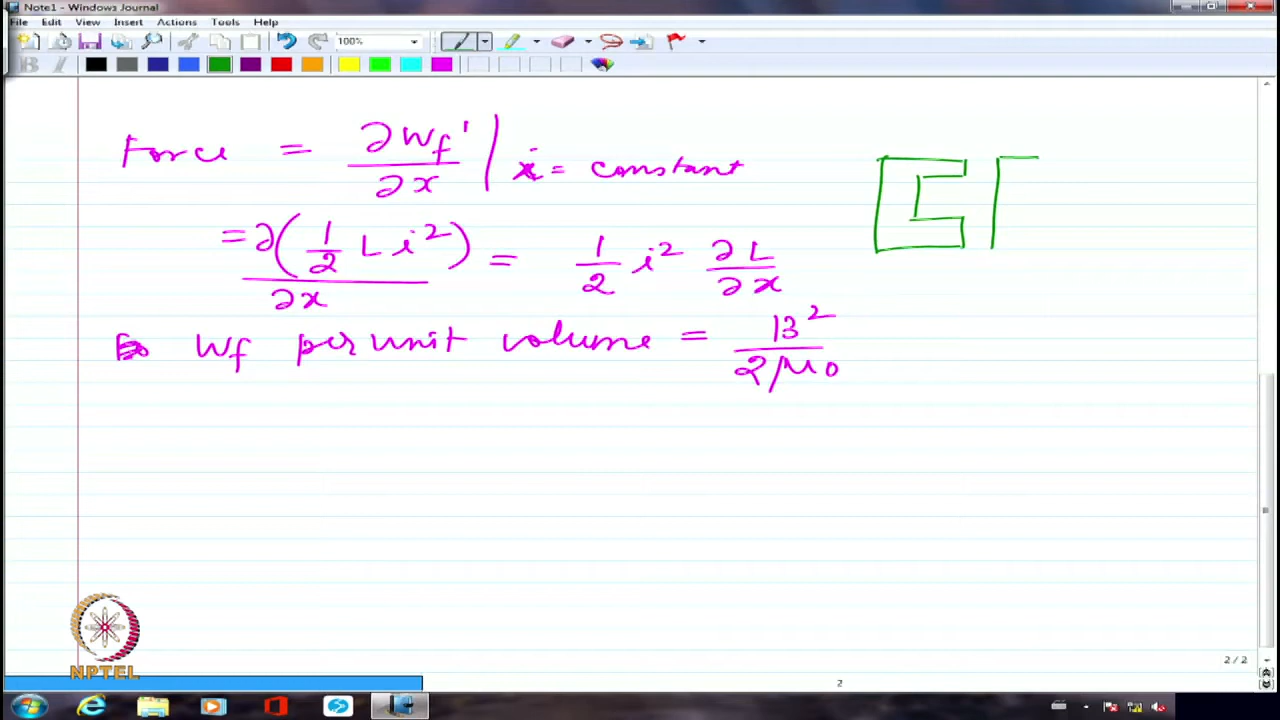 Note1 - Windows Journal
File Edit View Insert Actions Tools Help
100%
B I
Force = ∂Wf' / ∂x | i = constant
= ∂(1/2 L i²) / ∂x = 1/2 i² ∂L/∂x
Wf per unit volume = B² / 2μ0
NPTEL
2 / 2
2